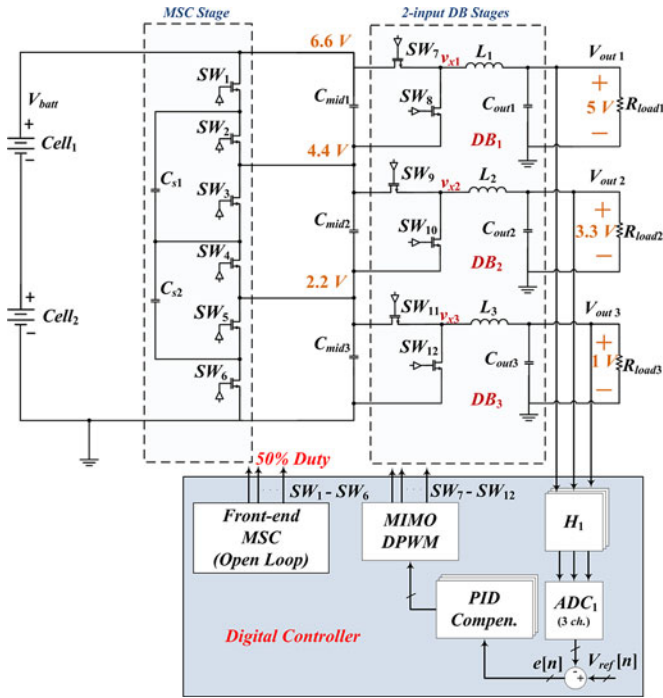 MSC Stage
2-input DB Stages
6.6 V
SW7
vx1
L1
Vout 1
SW1
Vbatt
Cmid1
SW8
Cout1
5 V
Rload1
Cell1
SW2
4.4 V
DB1
SW9
vx2
L2
Vout 2
Cs1
SW3
Cmid2
SW10
Cout2
3.3 V
Rload2
SW4
2.2 V
DB2
Cell2
Cs2
SW5
SW11
vx3
L3
Vout 3
Cmid3
SW12
Cout3
1 V
Rload3
SW6
DB3
50% Duty
SW1 - SW6
SW7 - SW12
Front-end
MSC
(Open Loop)
MIMO
DPWM
H1
PID
Compen.
ADC1
(3 ch.)
Digital Controller
e[n]
Vref [n]